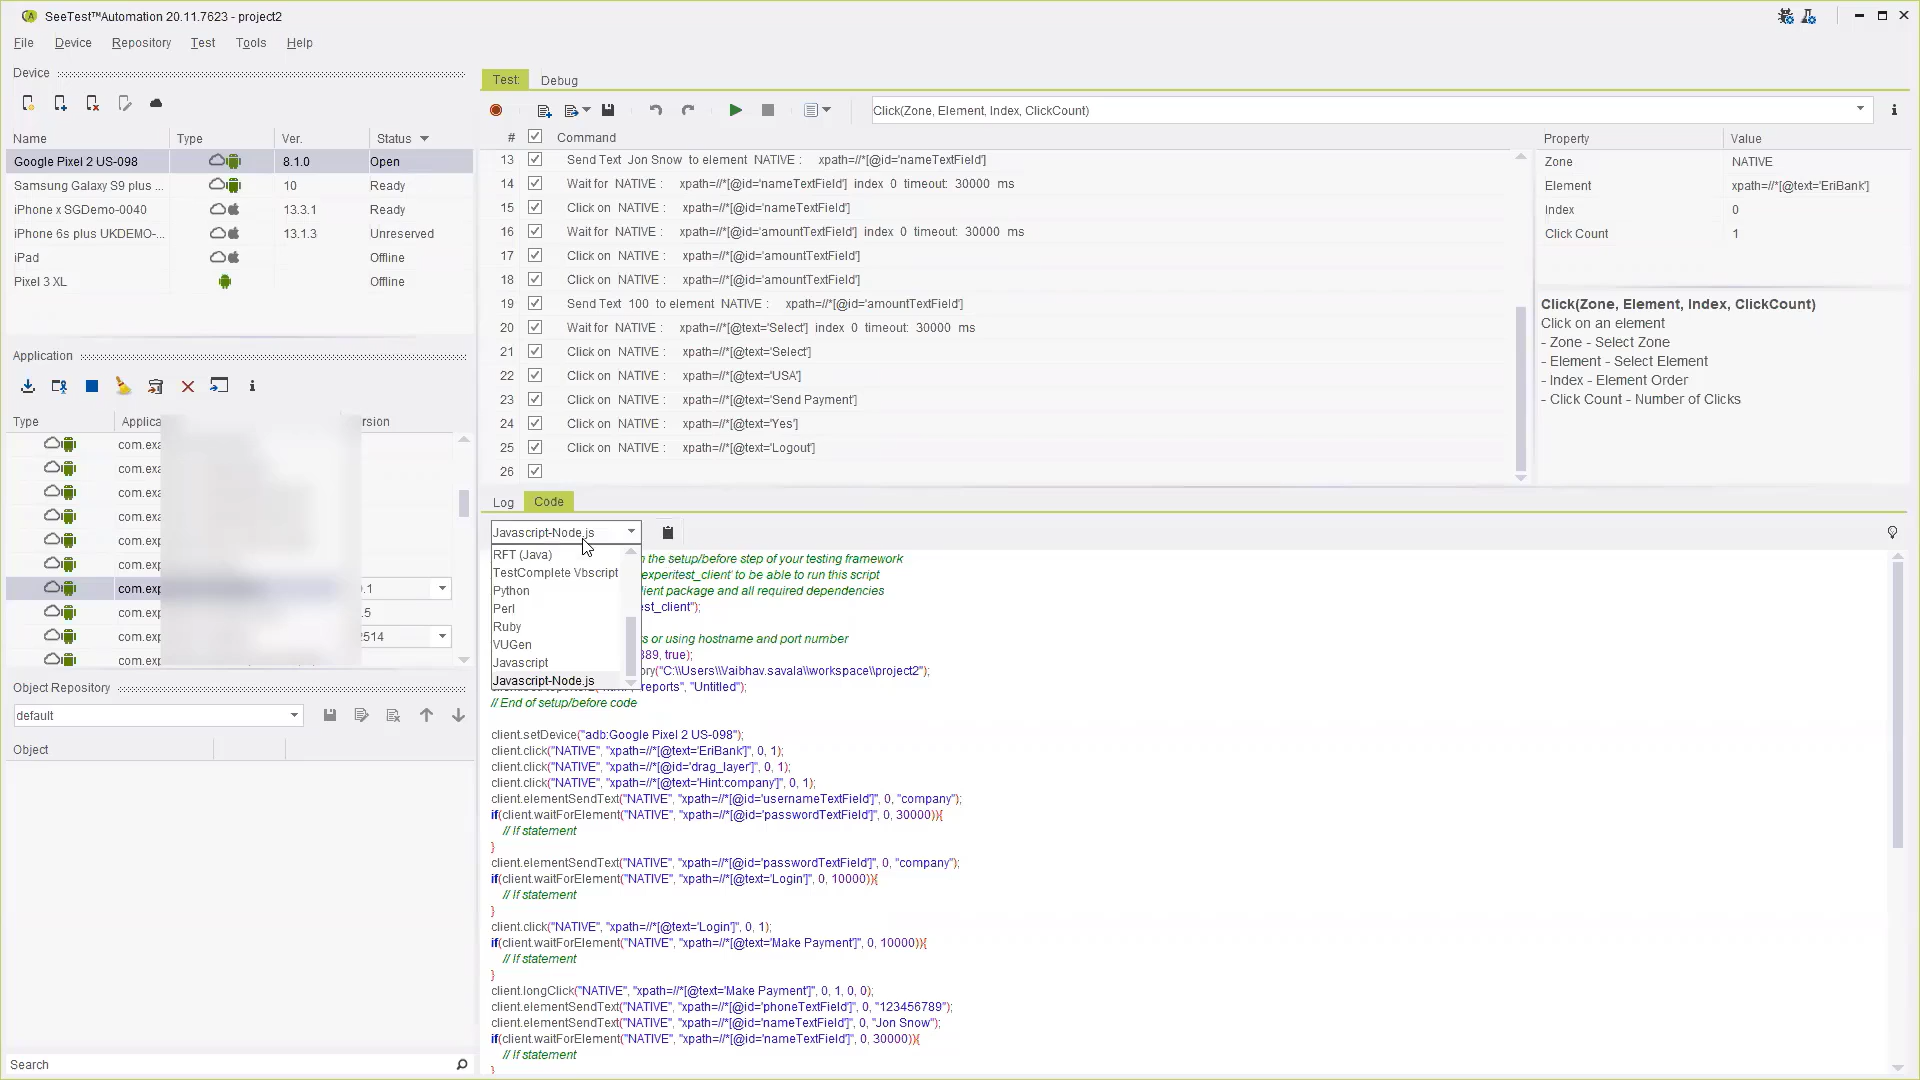 SeeTest™Automation 20.11.7623 - project2
File Device Repository Test Tools Help
Device
Name Type Ver. Status
Google Pixel 2 US-098 8.1.0 Open
Samsung Galaxy S9 plus ... 10 Ready
iPhone x SGDemo-0040 13.3.1 Ready
iPhone 6s plus UKDEMO-... 13.1.3 Unreserved
iPad Offline
Pixel 3 XL Offline
Application
Type Applica rsion
com.exa
com.exa
com.exa
com.exa
com.exa
com.exa
com.exp .1
com.exp .5
com.exp 2514
com.exp
Object Repository
default
Object
Search
Test Debug
Click(Zone, Element, Index, ClickCount)
# Command
13 Send Text Jon Snow to element NATIVE : xpath=//*[@id='nameTextField']
14 Wait for NATIVE : xpath=//*[@id='nameTextField'] index 0 timeout: 30000 ms
15 Click on NATIVE : xpath=//*[@id='nameTextField']
16 Wait for NATIVE : xpath=//*[@id='amountTextField'] index 0 timeout: 30000 ms
17 Click on NATIVE : xpath=//*[@id='amountTextField']
18 Click on NATIVE : xpath=//*[@id='amountTextField']
19 Send Text 100 to element NATIVE : xpath=//*[@id='amountTextField']
20 Wait for NATIVE : xpath=//*[@text='Select'] index 0 timeout: 30000 ms
21 Click on NATIVE : xpath=//*[@text='Select']
22 Click on NATIVE : xpath=//*[@text='USA']
23 Click on NATIVE : xpath=//*[@text='Send Payment']
24 Click on NATIVE : xpath=//*[@text='Yes']
25 Click on NATIVE : xpath=//*[@text='Logout']
26
Property Value
Zone NATIVE
Element xpath=//*[@text='EriBank']
Index 0
Click Count 1
Click(Zone, Element, Index, ClickCount)
Click on an element
- Zone - Select Zone
- Element - Select Element
- Index - Element Order
- Click Count - Number of Clicks
Log Code
Javascript-Node.js
RFT (Java)
TestComplete Vbscript
Python
Perl
Ruby
VUGen
Javascript
Javascript-Node.js
n the setup/before step of your testing framework
experitest_client' to be able to run this script
lient package and all required dependencies
est_client");
s or using hostname and port number
889, true);
ory("C:\\Users\\Vaibhav.savala\\workspace\\project2");
reports", "Untitled");
// End of setup/before code
client.setDevice("adb:Google Pixel 2 US-098");
client.click("NATIVE", "xpath=//*[@text='EriBank']", 0, 1);
client.click("NATIVE", "xpath=//*[@id='drag_layer']", 0, 1);
client.click("NATIVE", "xpath=//*[@text='Hint:company']", 0, 1);
client.elementSendText("NATIVE", "xpath=//*[@id='usernameTextField']", 0, "company");
if(client.waitForElement("NATIVE", "xpath=//*[@id='passwordTextField']", 0, 30000)){
// If statement
}
client.elementSendText("NATIVE", "xpath=//*[@id='passwordTextField']", 0, "company");
if(client.waitForElement("NATIVE", "xpath=//*[@text='Login']", 0, 10000)){
// If statement
}
client.click("NATIVE", "xpath=//*[@text='Login']", 0, 1);
if(client.waitForElement("NATIVE", "xpath=//*[@text='Make Payment']", 0, 10000)){
// If statement
}
client.longClick("NATIVE", "xpath=//*[@text='Make Payment']", 0, 1, 0, 0);
client.elementSendText("NATIVE", "xpath=//*[@id='phoneTextField']", 0, "123456789");
client.elementSendText("NATIVE", "xpath=//*[@id='nameTextField']", 0, "Jon Snow");
if(client.waitForElement("NATIVE", "xpath=//*[@id='nameTextField']", 0, 30000)){
// If statement
}